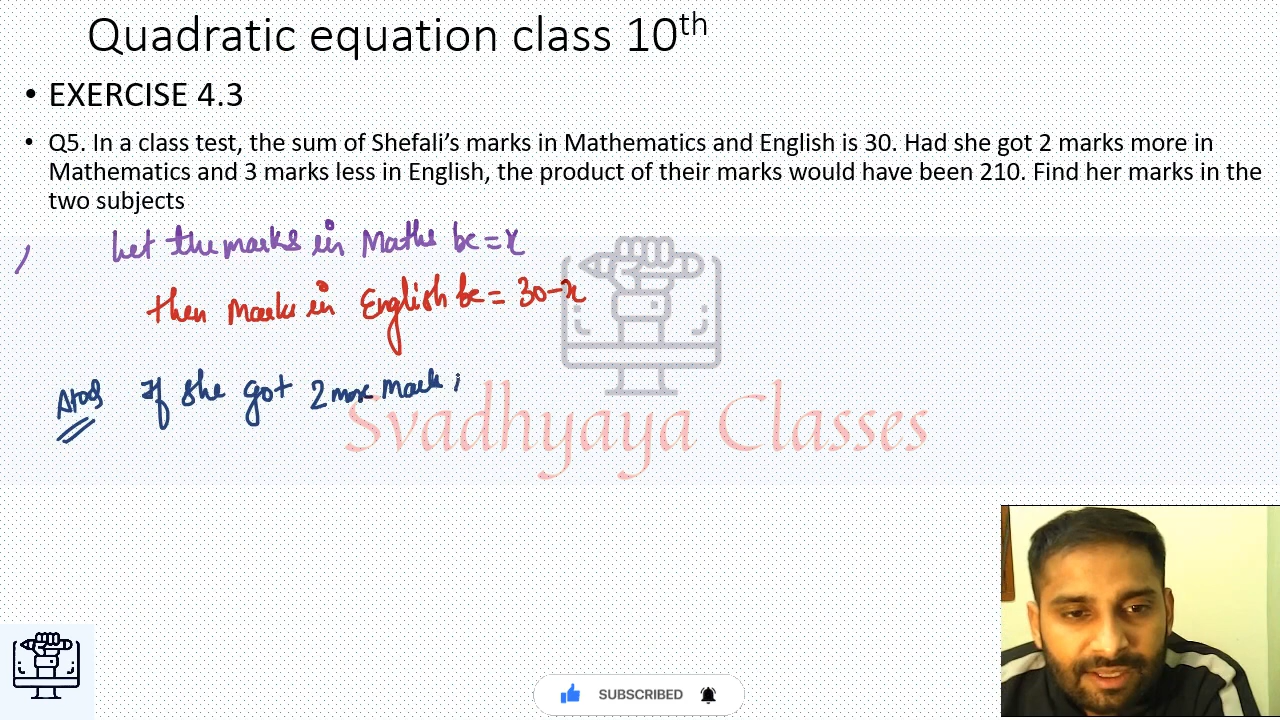 Quadratic equation class 10th
• EXERCISE 4.3
• Q5. In a class test, the sum of Shefali’s marks in Mathematics and English is 30. Had she got 2 marks more in
Mathematics and 3 marks less in English, the product of their marks would have been 210. Find her marks in the
two subjects
Let the marks in Maths be = x
then Marks in English be = 30-x
If she got 2 more Mark
Svadhyaya Classes
SUBSCRIBED